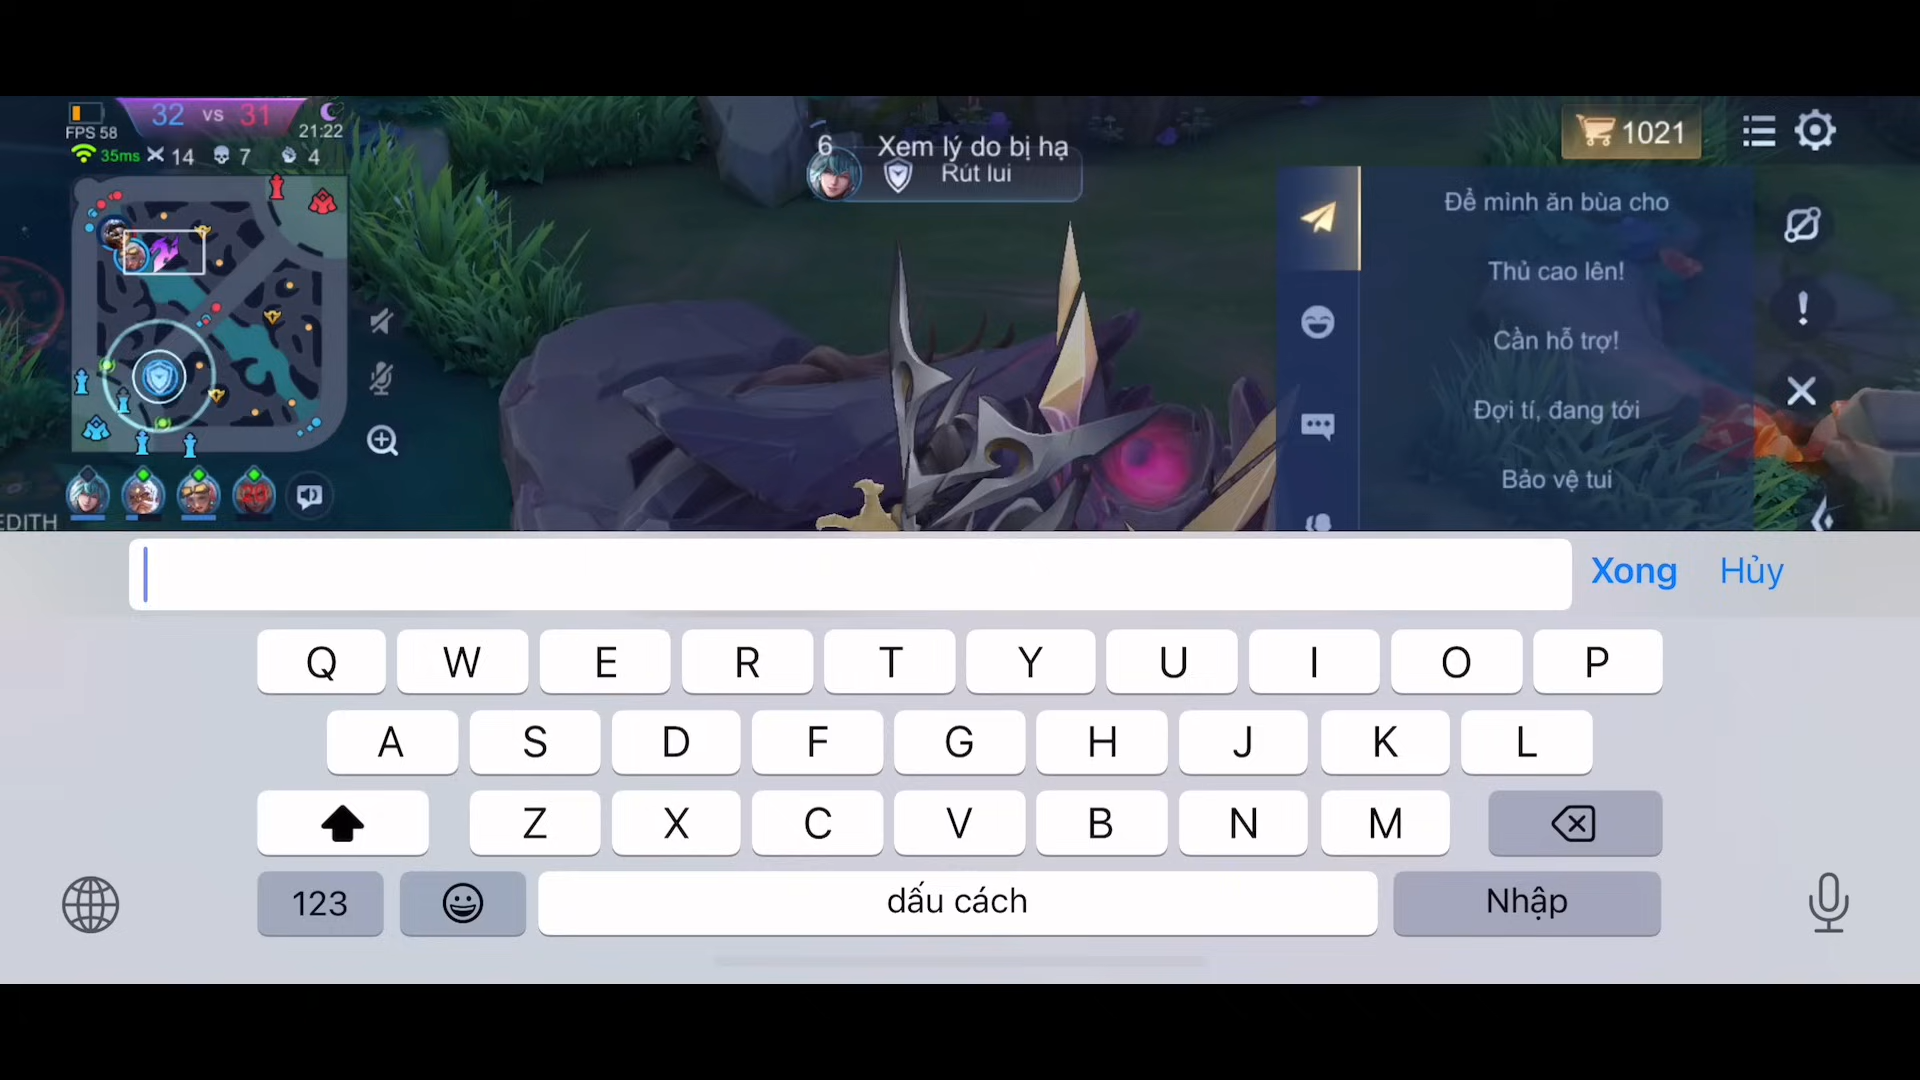 32 vs 31
FPS 58
21:22
35ms
14
7
4
6
Xem lý do bị hạ
Rút lui
1021
Để mình ăn bùa cho
Thủ cao lên!
Cần hỗ trợ!
Đợi tí, đang tới
Bảo vệ tui
EDITH
Xong
Hủy
Q W E R T Y U I O P
A S D F G H J K L
Z X C V B N M
123
dấu cách
Nhập